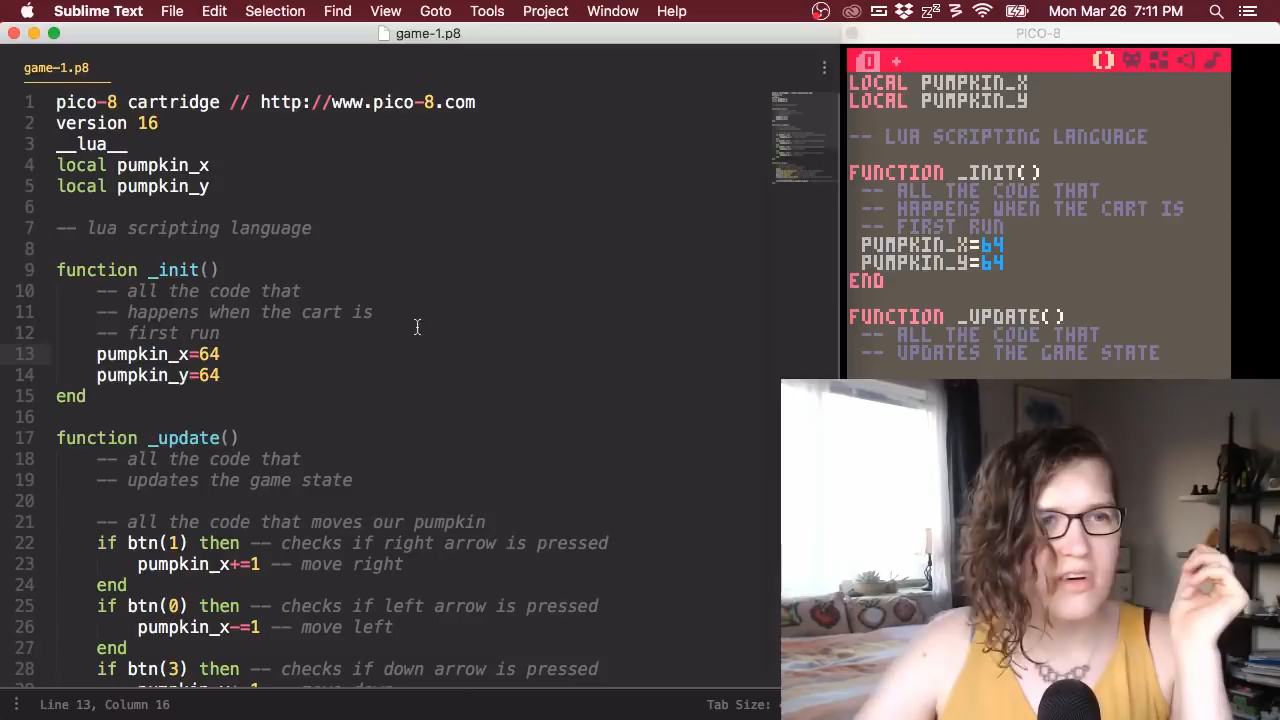 Sublime Text File Edit Selection Find View Goto Tools Project Window Help Mon Mar 26 7:11 PM
game-1.p8
PICO-8
game-1.p8
1 pico-8 cartridge // http://www.pico-8.com
2 version 16
3 __lua__
4 local pumpkin_x
5 local pumpkin_y
6
7 -- lua scripting language
8
9 function _init()
10 -- all the code that
11 -- happens when the cart is
12 -- first run
13 pumpkin_x=64
14 pumpkin_y=64
15 end
16
17 function _update()
18 -- all the code that
19 -- updates the game state
20
21 -- all the code that moves our pumpkin
22 if btn(1) then -- checks if right arrow is pressed
23 pumpkin_x+=1 -- move right
24 end
25 if btn(0) then -- checks if left arrow is pressed
26 pumpkin_x-=1 -- move left
27 end
28 if btn(3) then -- checks if down arrow is pressed
Line 13, Column 16
Tab Size:
LOCAL PUMPKIN_X
LOCAL PUMPKIN_Y
-- LUA SCRIPTING LANGUAGE
FUNCTION _INIT()
-- ALL THE CODE THAT
-- HAPPENS WHEN THE CART IS
-- FIRST RUN
PUMPKIN_X=64
PUMPKIN_Y=64
END
FUNCTION _UPDATE()
-- ALL THE CODE THAT
-- UPDATES THE GAME STATE